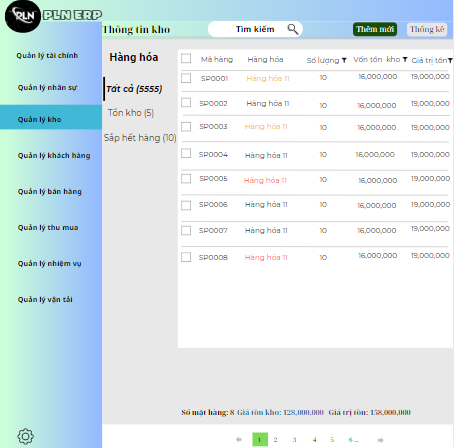 PLN PLN ERP
Thông tin kho
Tìm kiếm
Thêm mới
Thống kê
Quản lý tài chính
Quản lý nhân sự
Quản lý kho
Quản lý khách hàng
Quản lý bán hàng
Quản lý thu mua
Quản lý nhiệm vụ
Quản lý vận tải
Hàng hóa
Tất cả (5555)
Tồn kho (5)
Sắp hết hàng (10)
Mã hàng Hàng hóa Số lượng Vốn tồn kho Giá trị tồn
SP0001 Hàng hóa 11 10 16,000,000 19,000,000
SP0002 Hàng hóa 11 10 16,000,000 19,000,000
SP0003 Hàng hóa 11 10 16,000,000 19,000,000
SP0004 Hàng hóa 11 10 16,000,000 19,000,000
SP0005 Hàng hóa 11 10 16,000,000 19,000,000
SP0006 Hàng hóa 11 10 16,000,000 19,000,000
SP0007 Hàng hóa 11 10 16,000,000 19,000,000
SP0008 Hàng hóa 11 10 16,000,000 19,000,000
Số mặt hàng: 8 Giá tồn kho: 128,000,000 Giá trị tồn: 158,000,000
1 2 3 4 5 6 ...